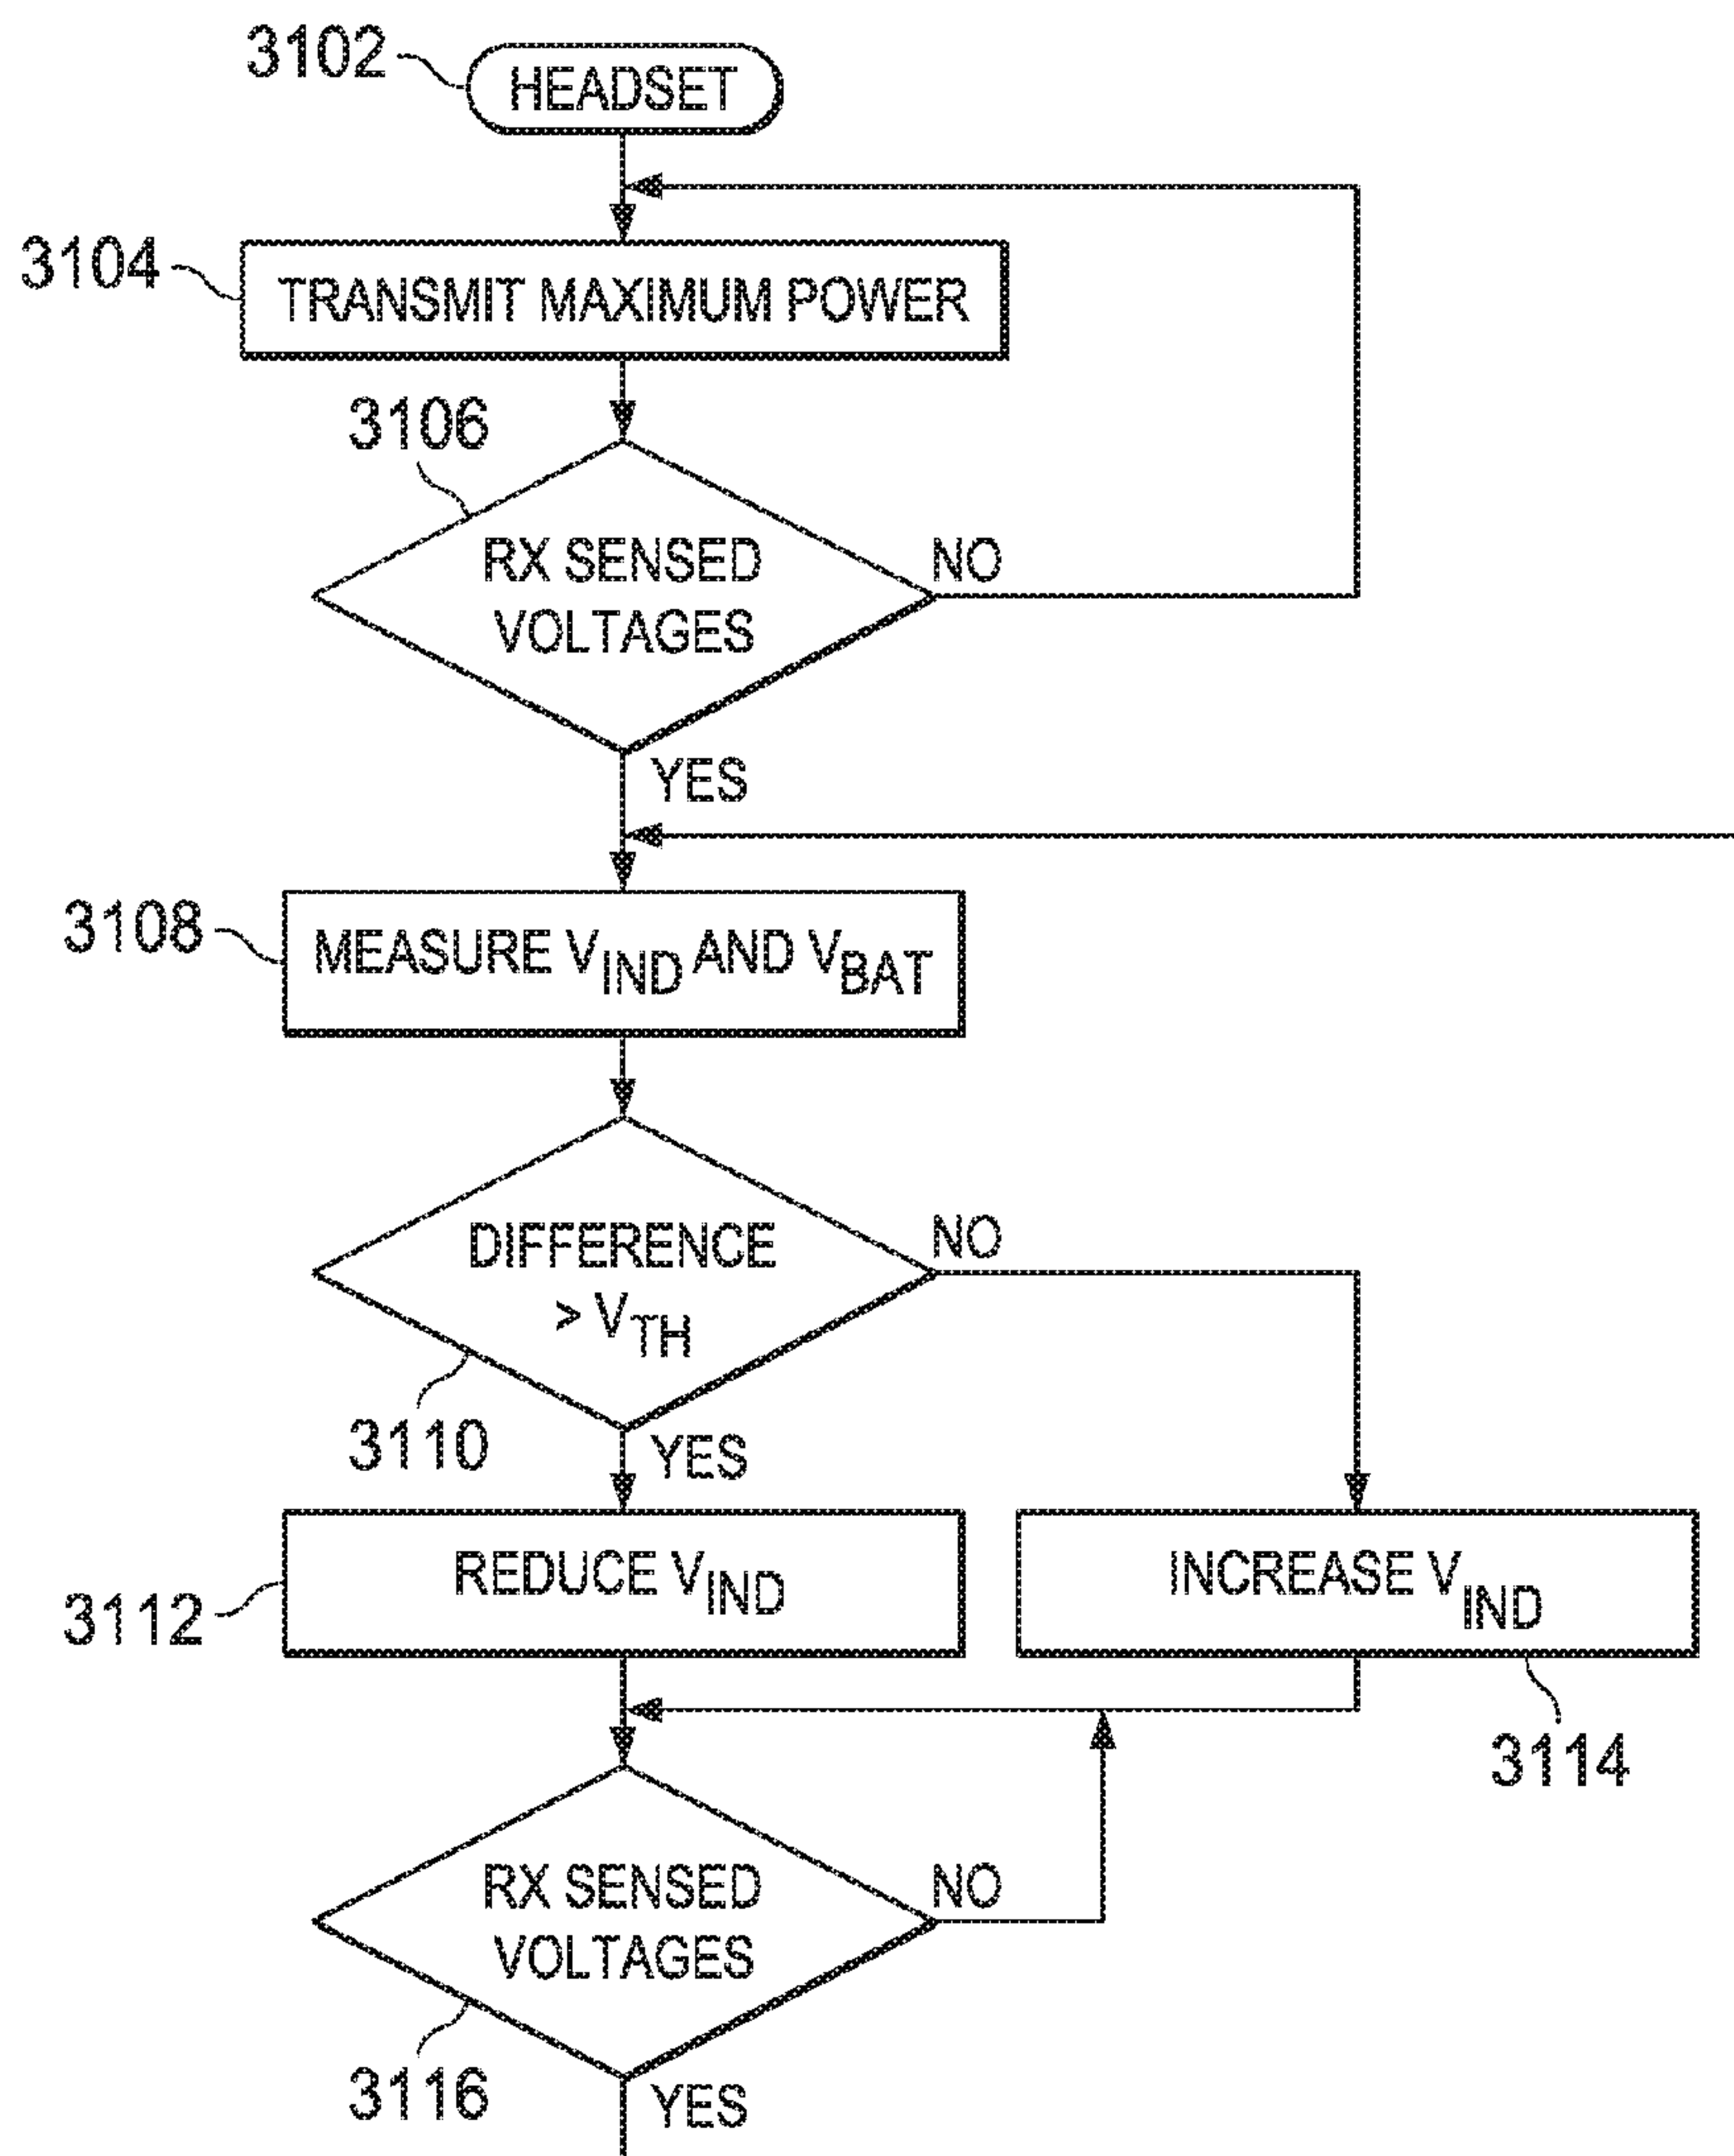 3102
HEADSET
3104
TRANSMIT MAXIMUM POWER
3106
RX SENSED
VOLTAGES
NO
YES
3108
MEASURE VIND AND VBAT
DIFFERENCE
> VTH
NO
3110
YES
REDUCE VIND
INCREASE VIND
3112
3114
RX SENSED
VOLTAGES
NO
3116
YES